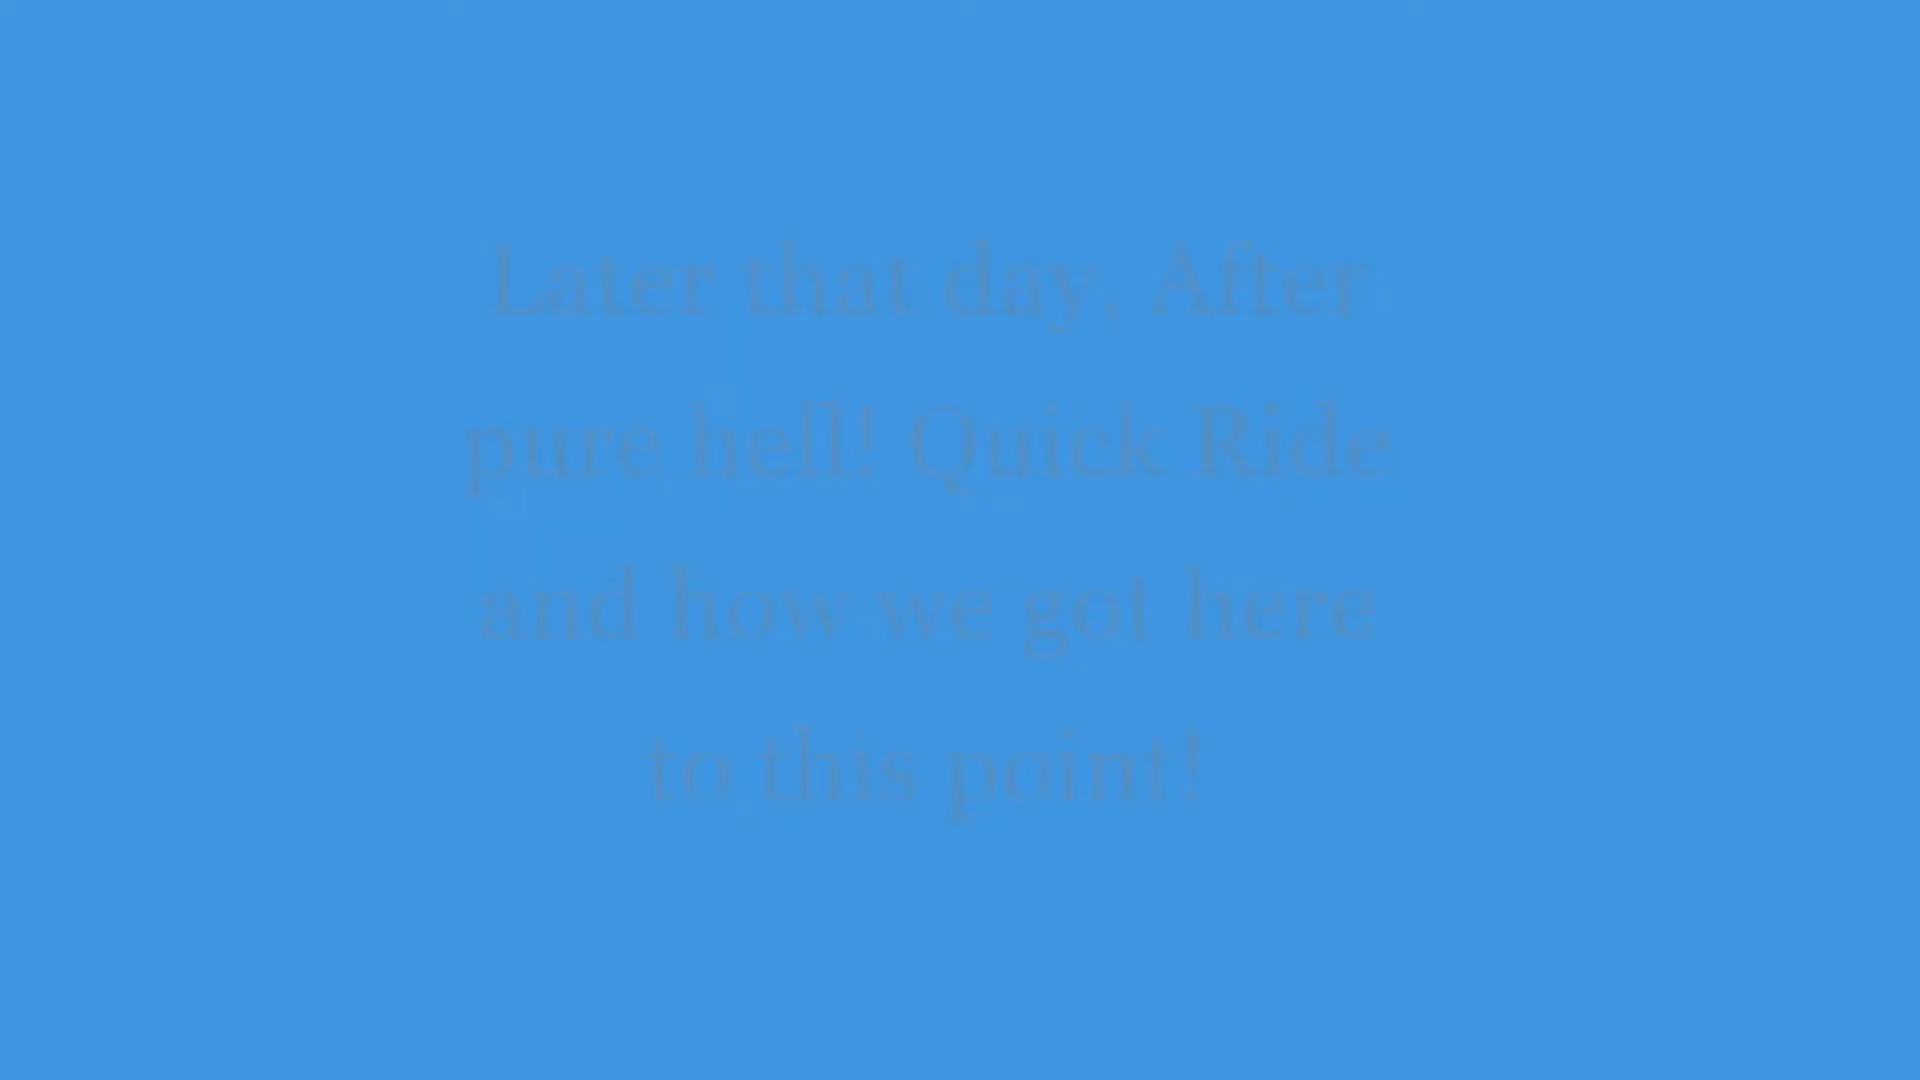 Later that day. After
pure hell! Quick Ride
and how we got here
to this point!